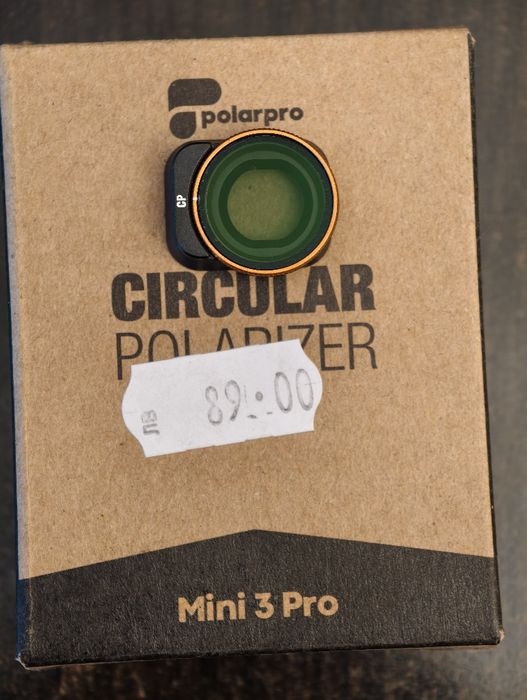 polarpro
CP
CIRCULAR
POLARIZER
ЛВ 89.00
Mini 3 Pro